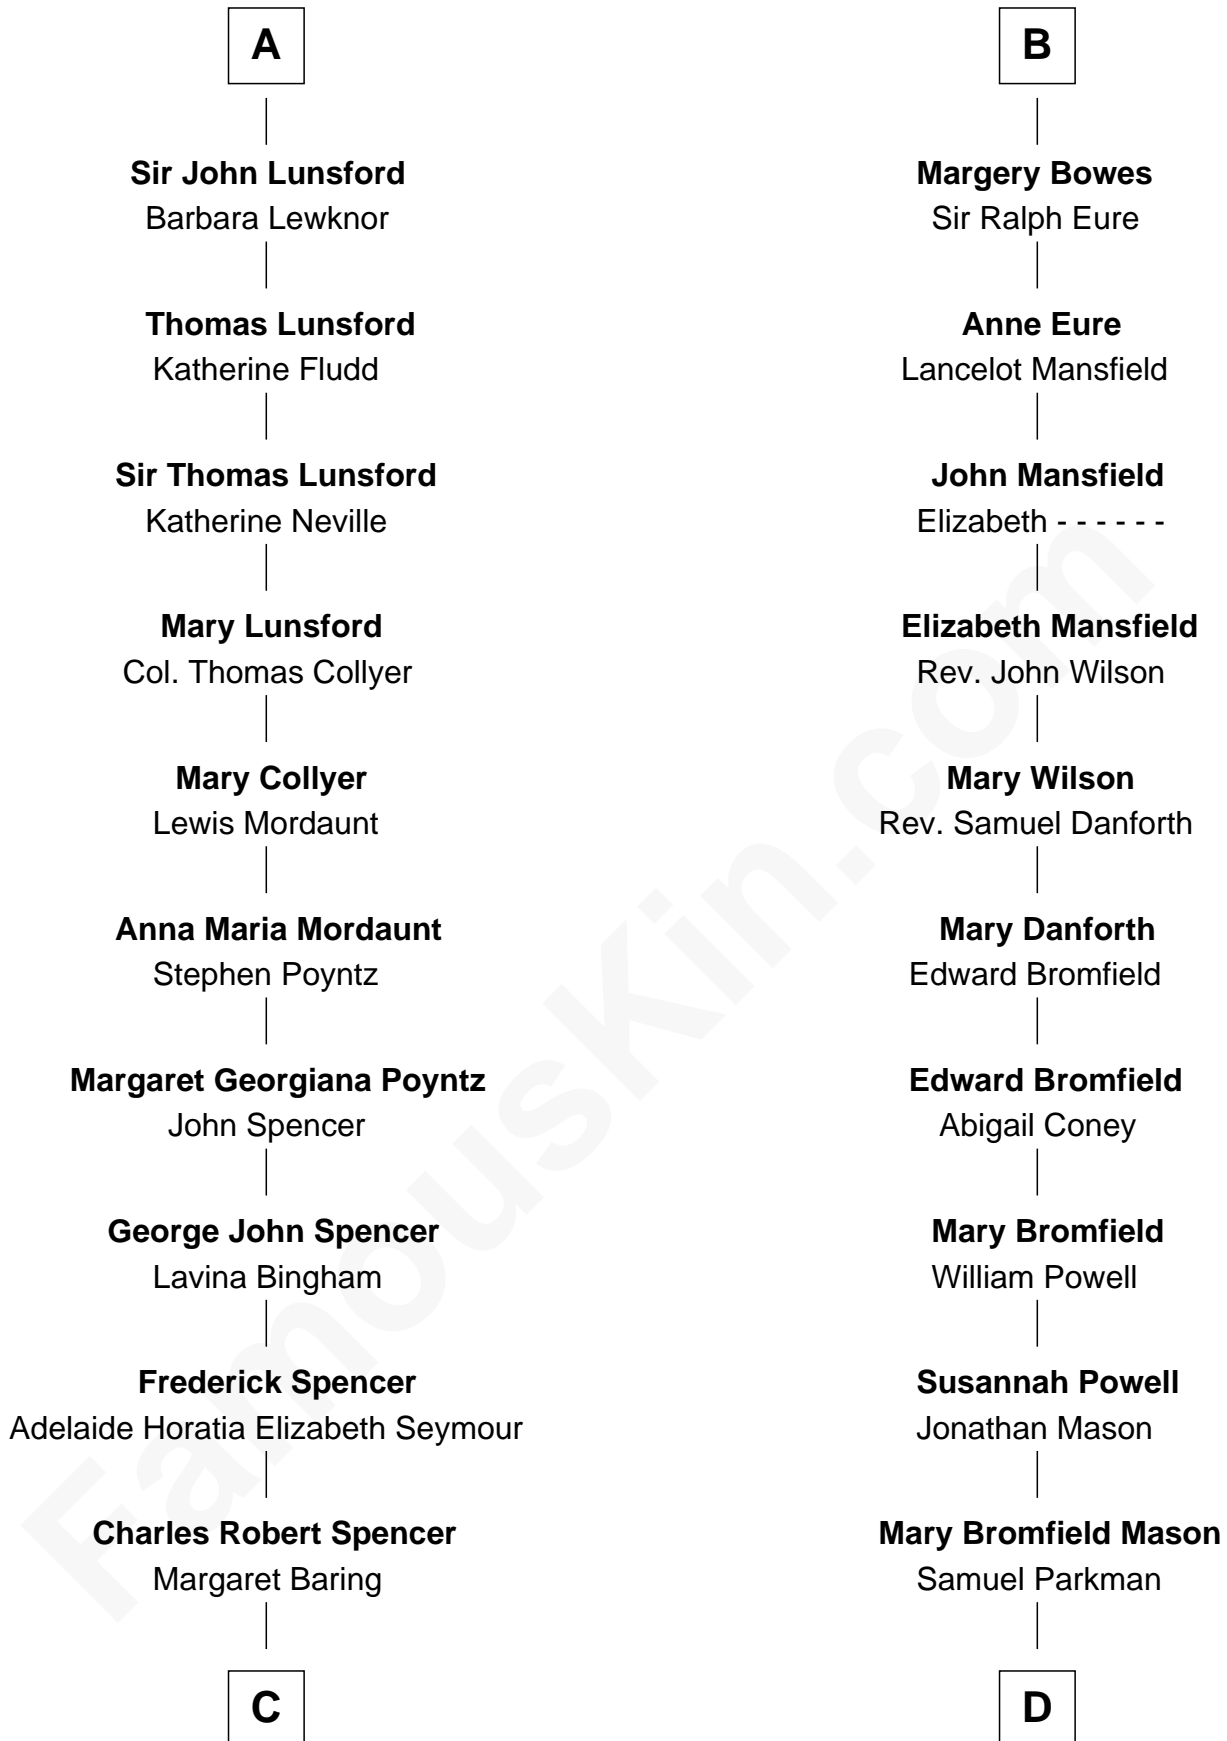 A
Sir John Lunsford
Barbara Lewknor
Thomas Lunsford
Katherine Fludd
Sir Thomas Lunsford
Katherine Neville
Mary Lunsford
Col. Thomas Collyer
Mary Collyer
Lewis Mordaunt
Anna Maria Mordaunt
Stephen Poyntz
Margaret Georgiana Poyntz
John Spencer
George John Spencer
Lavina Bingham
Frederick Spencer
Adelaide Horatia Elizabeth Seymour
Charles Robert Spencer
Margaret Baring
C
B
Margery Bowes
Sir Ralph Eure
Anne Eure
Lancelot Mansfield
John Mansfield
Elizabeth - - - - - -
Elizabeth Mansfield
Rev. John Wilson
Mary Wilson
Rev. Samuel Danforth
Mary Danforth
Edward Bromfield
Edward Bromfield
Abigail Coney
Mary Bromfield
William Powell
Susannah Powell
Jonathan Mason
Mary Bromfield Mason
Samuel Parkman
D
FamousKin.com